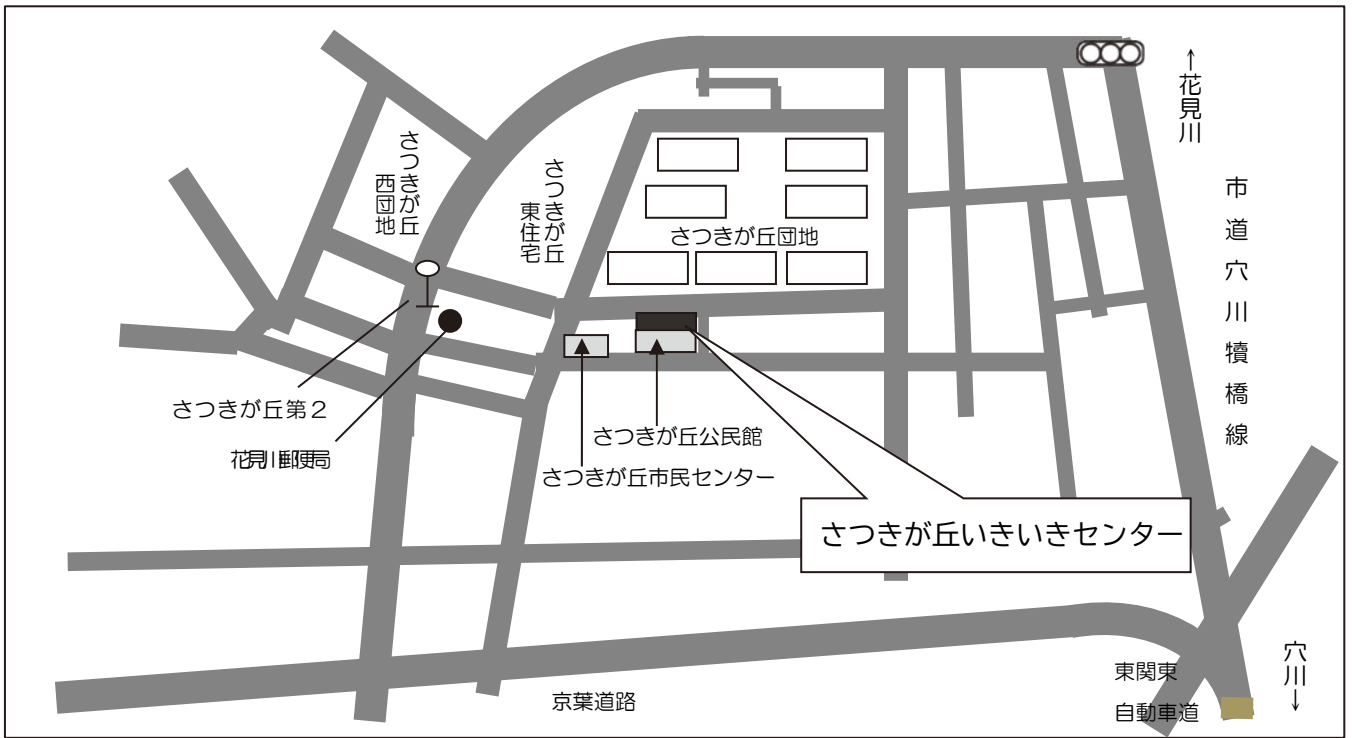 ←花見川
市道穴川犢橋線
さつきが丘
西団地
さつきが丘
東住宅
さつきが丘団地
さつきが丘第２
花見川郵便局
さつきが丘公民館
さつきが丘市民センター
さつきが丘いきいきセンター
京葉道路
東関東
自動車道
穴川→